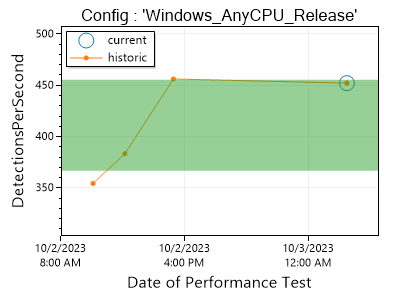 Config : 'Windows_AnyCPU_Release'
current
historic
DetectionsPerSecond
500
450
400
350
10/2/2023
8:00 AM
10/2/2023
4:00 PM
10/3/2023
12:00 AM
Date of Performance Test